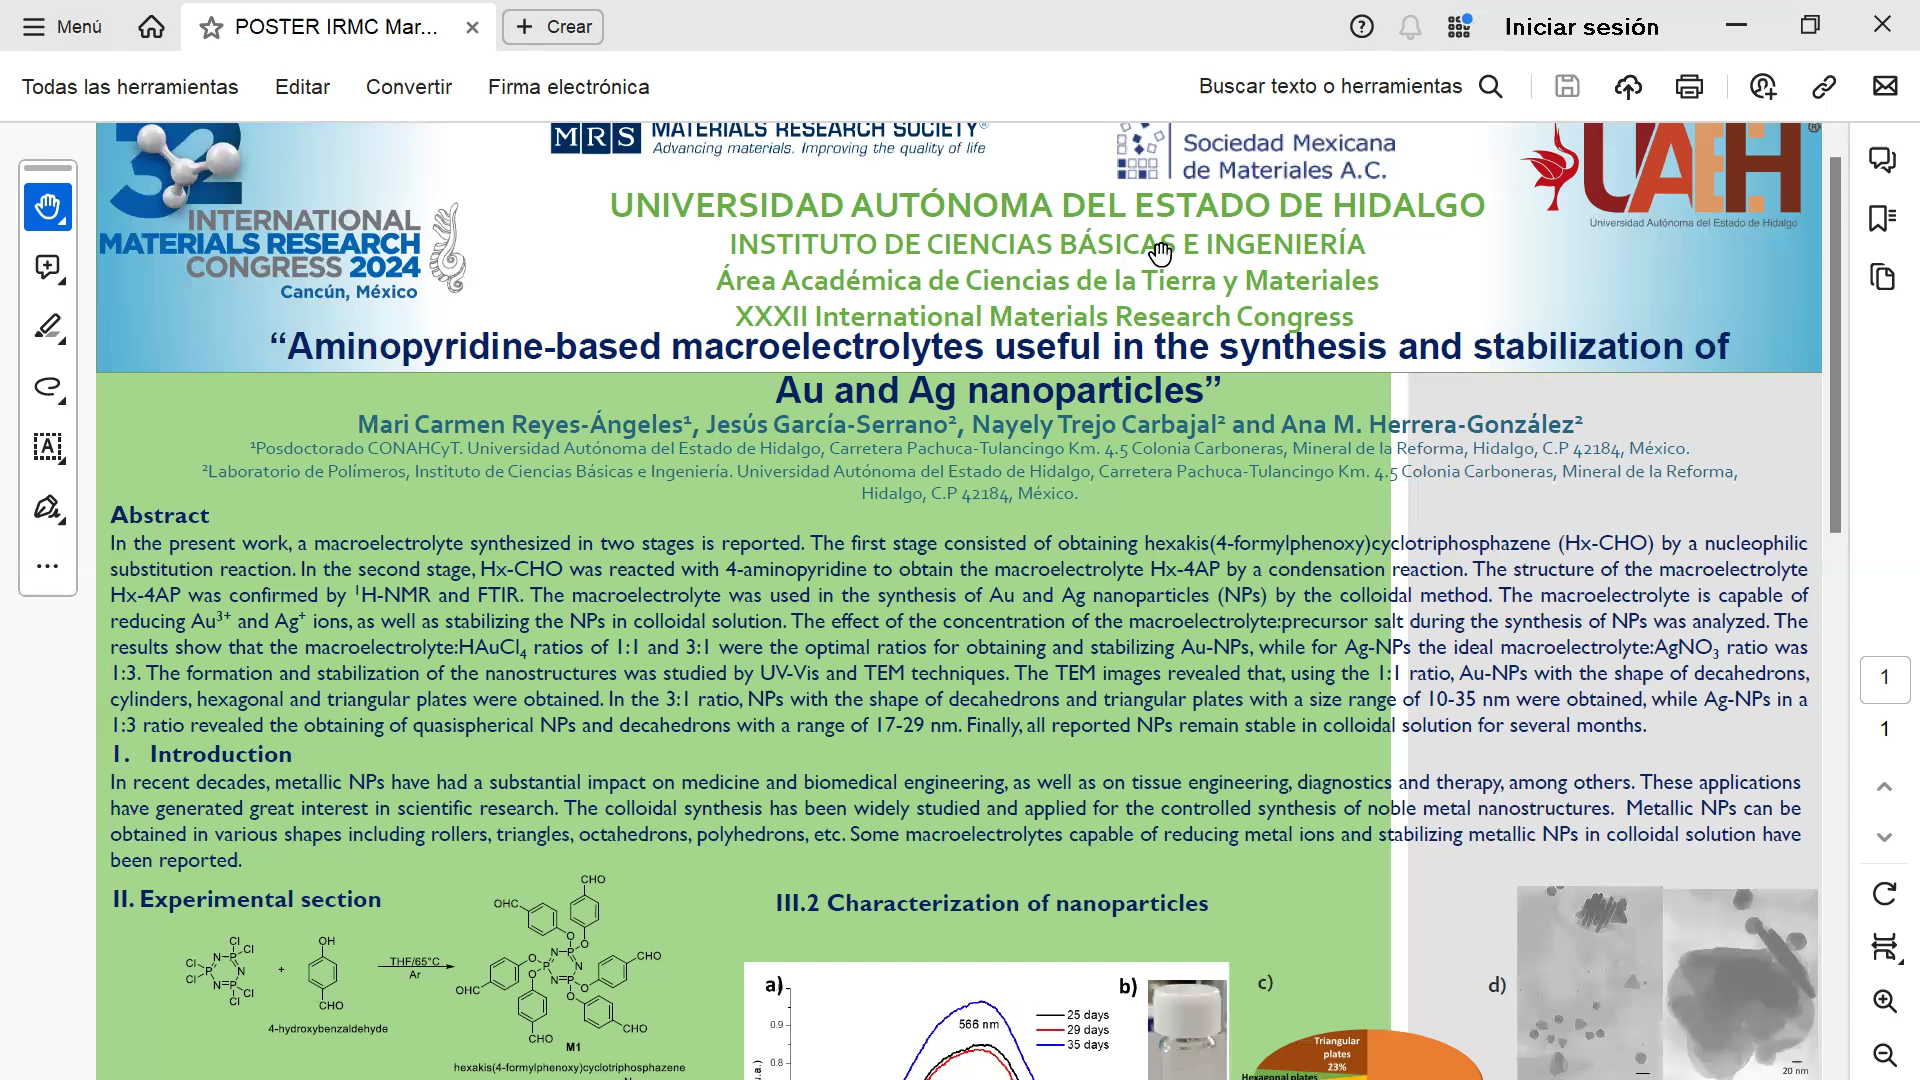 Menú
POSTER IRMC Mar...
Crear
Iniciar sesión
Todas las herramientas
Editar
Convertir
Firma electrónica
Buscar texto o herramientas
32
INTERNATIONAL
MATERIALS RESEARCH
CONGRESS 2024
Cancún, México
MRS MATERIALS RESEARCH SOCIETY®
Advancing materials. Improving the quality of life
Sociedad Mexicana
de Materiales A.C.
UAEH ®
Universidad Autónoma del Estado de Hidalgo
UNIVERSIDAD AUTÓNOMA DEL ESTADO DE HIDALGO
INSTITUTO DE CIENCIAS BÁSICAS E INGENIERÍA
Área Académica de Ciencias de la Tierra y Materiales
XXXII International Materials Research Congress
“Aminopyridine-based macroelectrolytes useful in the synthesis and stabilization of
Au and Ag nanoparticles”
Mari Carmen Reyes-Ángeles¹, Jesús García-Serrano², Nayely Trejo Carbajal² and Ana M. Herrera-González²
¹Posdoctorado CONAHCyT. Universidad Autónoma del Estado de Hidalgo, Carretera Pachuca-Tulancingo Km. 4.5 Colonia Carboneras, Mineral de la Reforma, Hidalgo, C.P 42184, México.
²Laboratorio de Polímeros, Instituto de Ciencias Básicas e Ingeniería. Universidad Autónoma del Estado de Hidalgo, Carretera Pachuca-Tulancingo Km. 4.5 Colonia Carboneras, Mineral de la Reforma,
Hidalgo, C.P 42184, México.
Abstract
In the present work, a macroelectrolyte synthesized in two stages is reported. The first stage consisted of obtaining hexakis(4-formylphenoxy)cyclotriphosphazene (Hx-CHO) by a nucleophilic
substitution reaction. In the second stage, Hx-CHO was reacted with 4-aminopyridine to obtain the macroelectrolyte Hx-4AP by a condensation reaction. The structure of the macroelectrolyte
Hx-4AP was confirmed by ¹H-NMR and FTIR. The macroelectrolyte was used in the synthesis of Au and Ag nanoparticles (NPs) by the colloidal method. The macroelectrolyte is capable of
reducing Au³⁺ and Ag⁺ ions, as well as stabilizing the NPs in colloidal solution. The effect of the concentration of the macroelectrolyte:precursor salt during the synthesis of NPs was analyzed. The
results show that the macroelectrolyte:HAuCl₄ ratios of 1:1 and 3:1 were the optimal ratios for obtaining and stabilizing Au-NPs, while for Ag-NPs the ideal macroelectrolyte:AgNO₃ ratio was
1:3. The formation and stabilization of the nanostructures was studied by UV-Vis and TEM techniques. The TEM images revealed that, using the 1:1 ratio, Au-NPs with the shape of decahedrons,
cylinders, hexagonal and triangular plates were obtained. In the 3:1 ratio, NPs with the shape of decahedrons and triangular plates with a size range of 10-35 nm were obtained, while Ag-NPs in a
1:3 ratio revealed the obtaining of quasispherical NPs and decahedrons with a range of 17-29 nm. Finally, all reported NPs remain stable in colloidal solution for several months.
1. Introduction
In recent decades, metallic NPs have had a substantial impact on medicine and biomedical engineering, as well as on tissue engineering, diagnostics and therapy, among others. These applications
have generated great interest in scientific research. The colloidal synthesis has been widely studied and applied for the controlled synthesis of noble metal nanostructures. Metallic NPs can be
obtained in various shapes including rollers, triangles, octahedrons, polyhedrons, etc. Some macroelectrolytes capable of reducing metal ions and stabilizing metallic NPs in colloidal solution have
been reported.
II. Experimental section
Cl Cl Cl Cl Cl Cl
N P N P N P
+
OH
CHO
4-hydroxybenzaldehyde
THF/65°C
Ar
CHO
OHC
CHO
OHC
CHO
CHO
M1
hexakis(4-formylphenoxy)cyclotriphosphazene
III.2 Characterization of nanoparticles
a)
0.9
0.8
566 nm
25 days
29 days
35 days
b)
c)
Triangular
plates
23%
Hexagonal plates
d)
20 nm
1
1